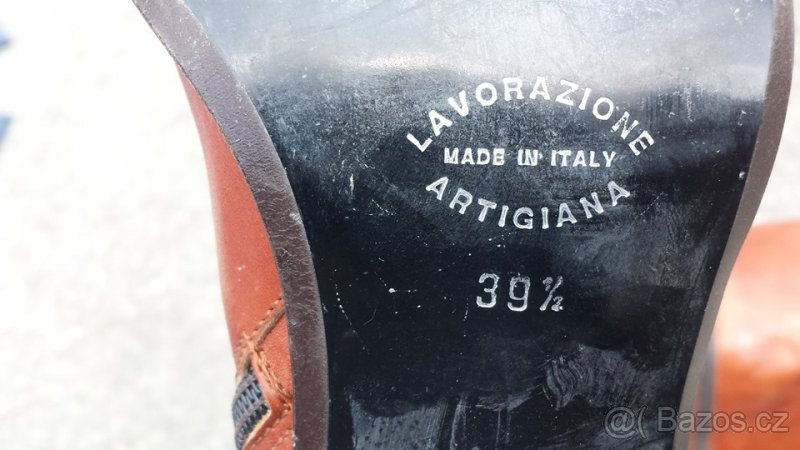 LAVORAZIONE
MADE IN ITALY
ARTIGIANA
39½
Bazos.cz